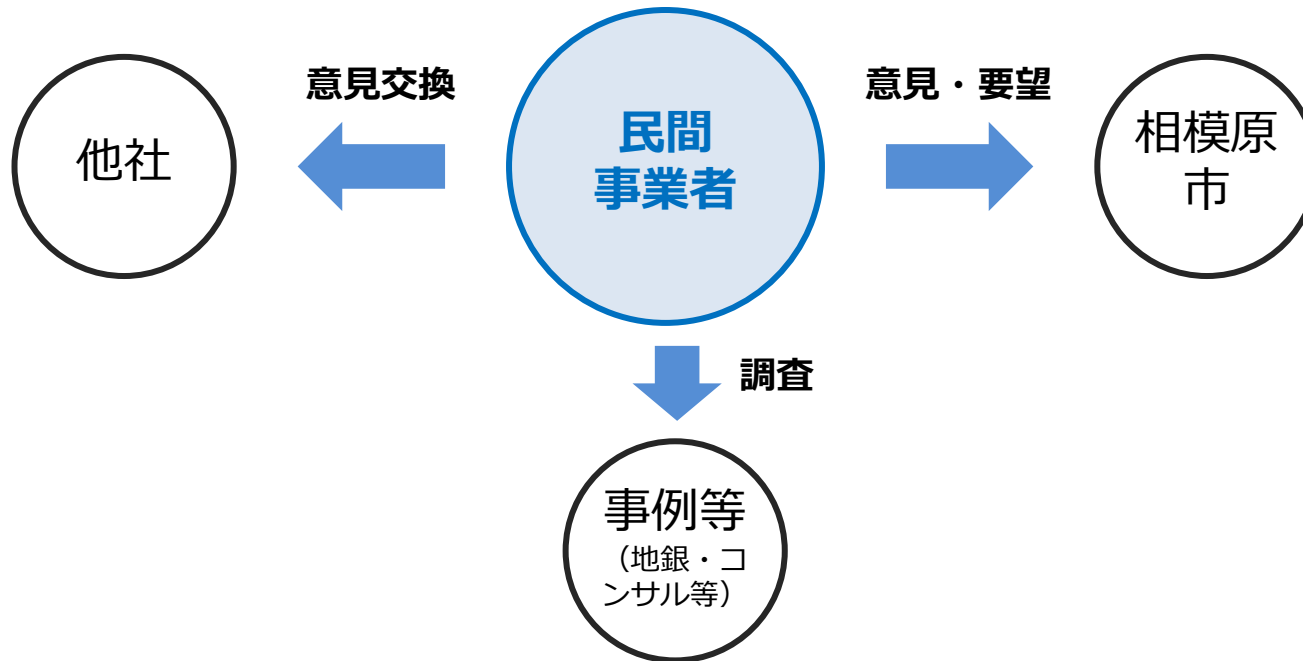 意見交換
意見・要望
他社
民間
事業者
相模原
市
調査
事例等
（地銀・コ
ンサル等）